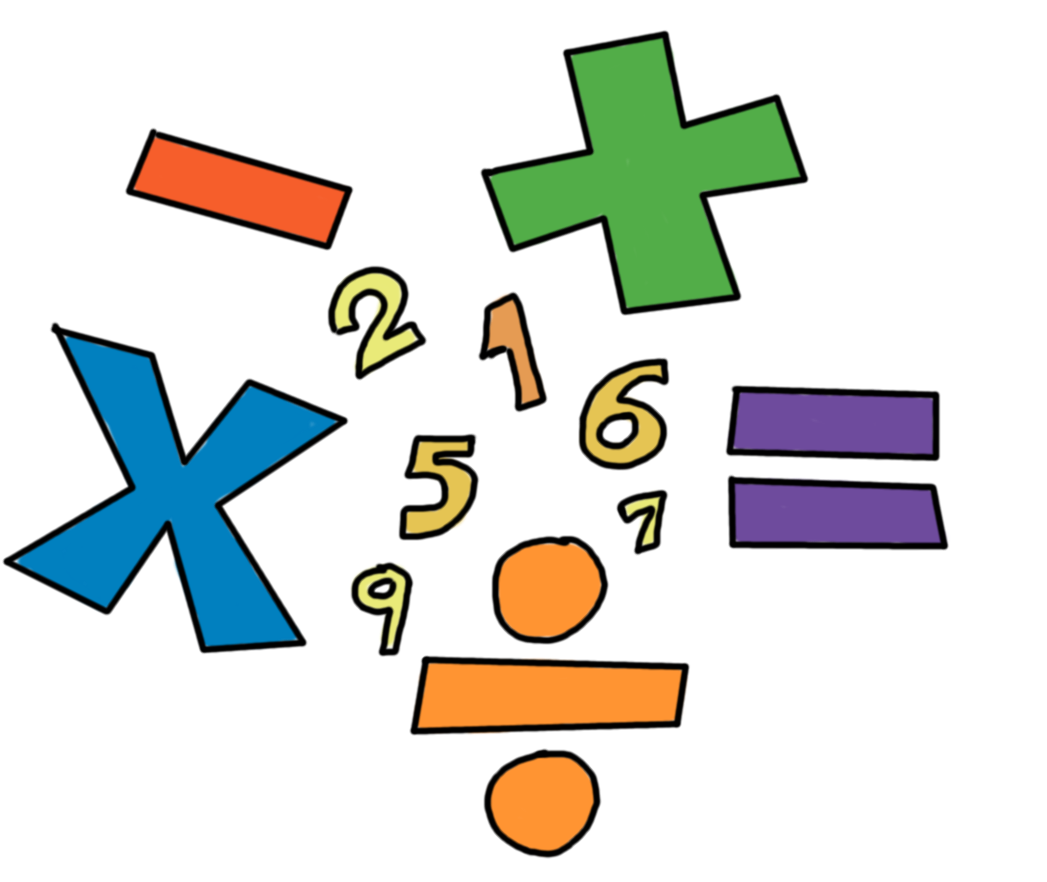 − +
2 1
× 6 =
5 7
9 ÷